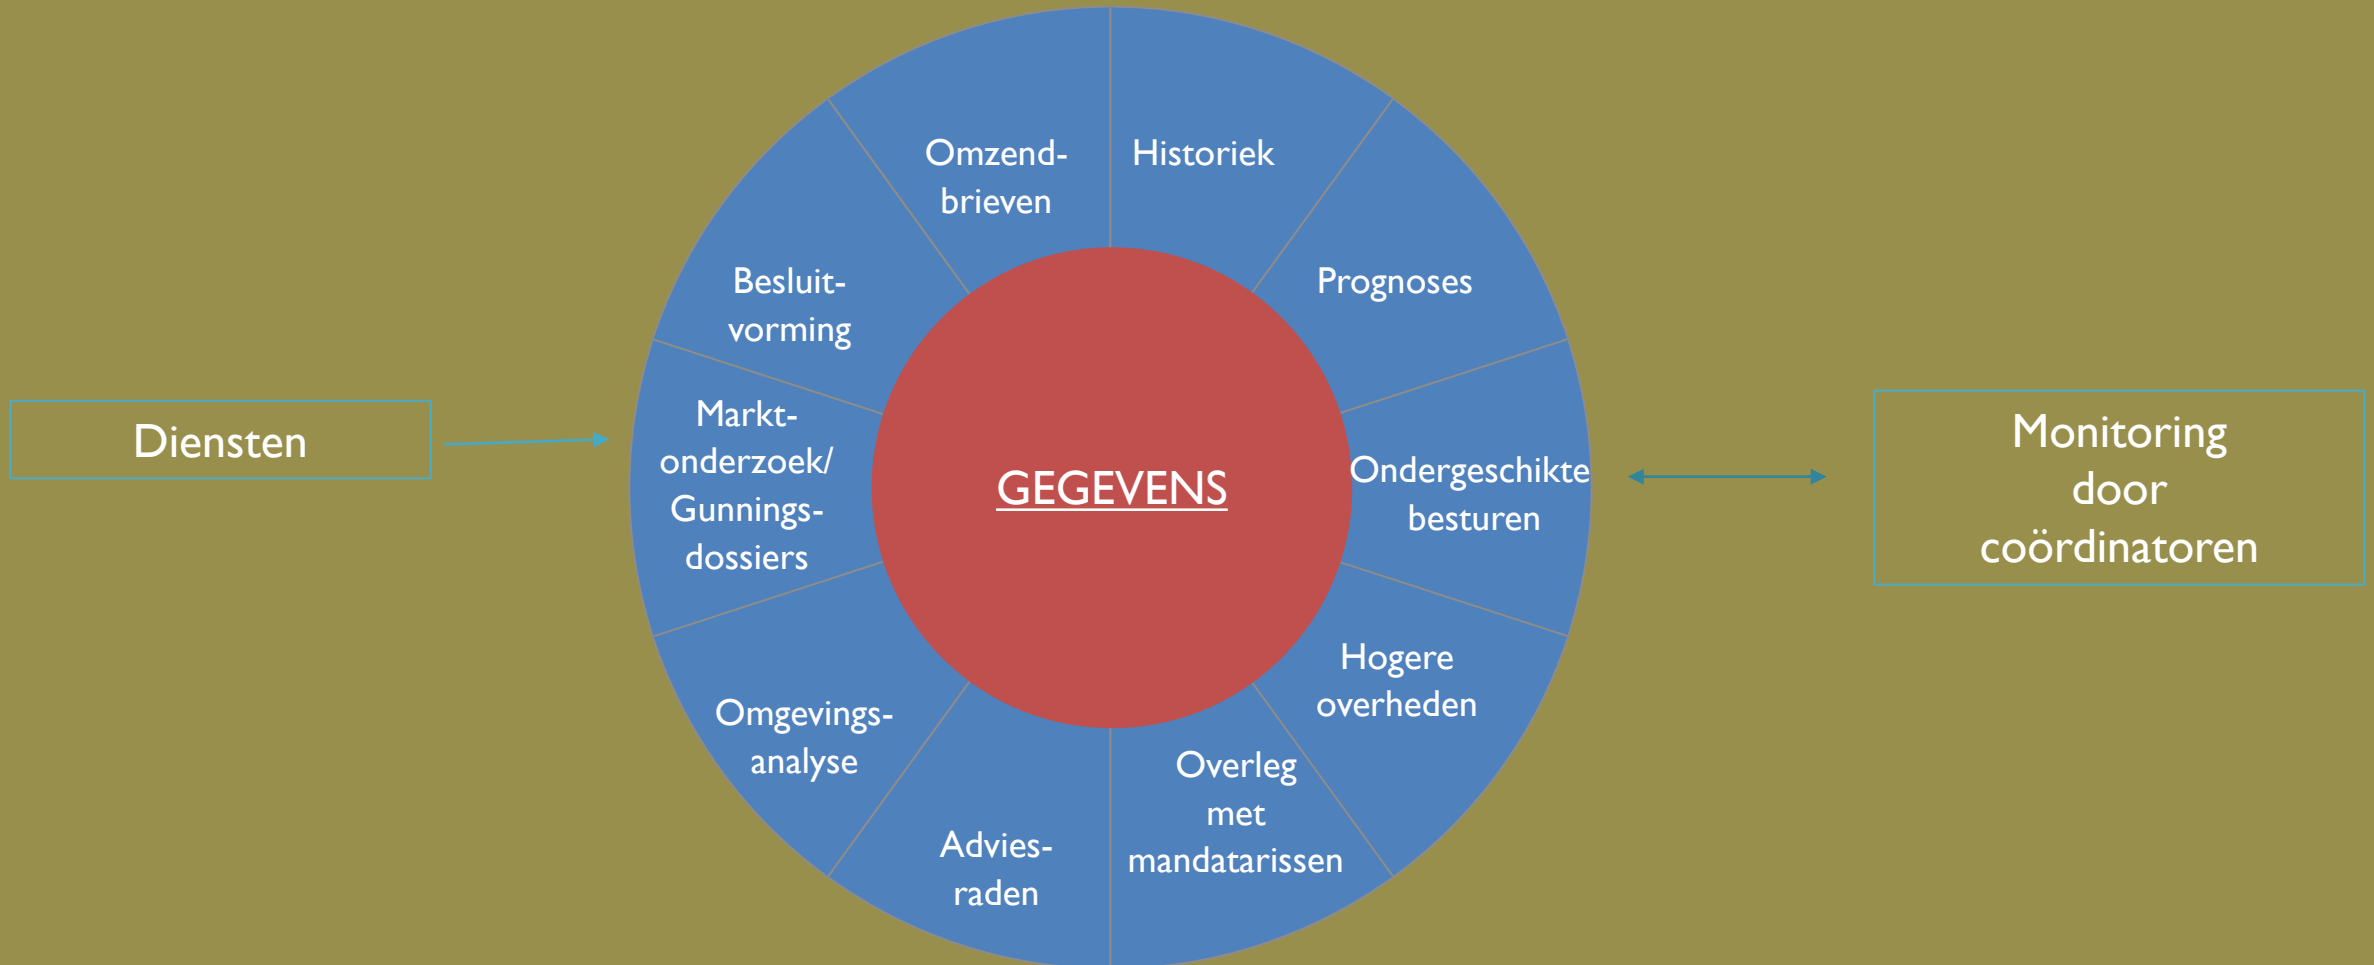 Omzend-
brieven
Historiek
Besluit-
vorming
Prognoses
Diensten
Markt-
onderzoek/
Gunnings-
dossiers
GEGEVENS
Ondergeschikte
besturen
Monitoring
door
coördinatoren
Hogere
overheden
Omgevings-
analyse
Overleg
met
mandatarissen
Advies-
raden